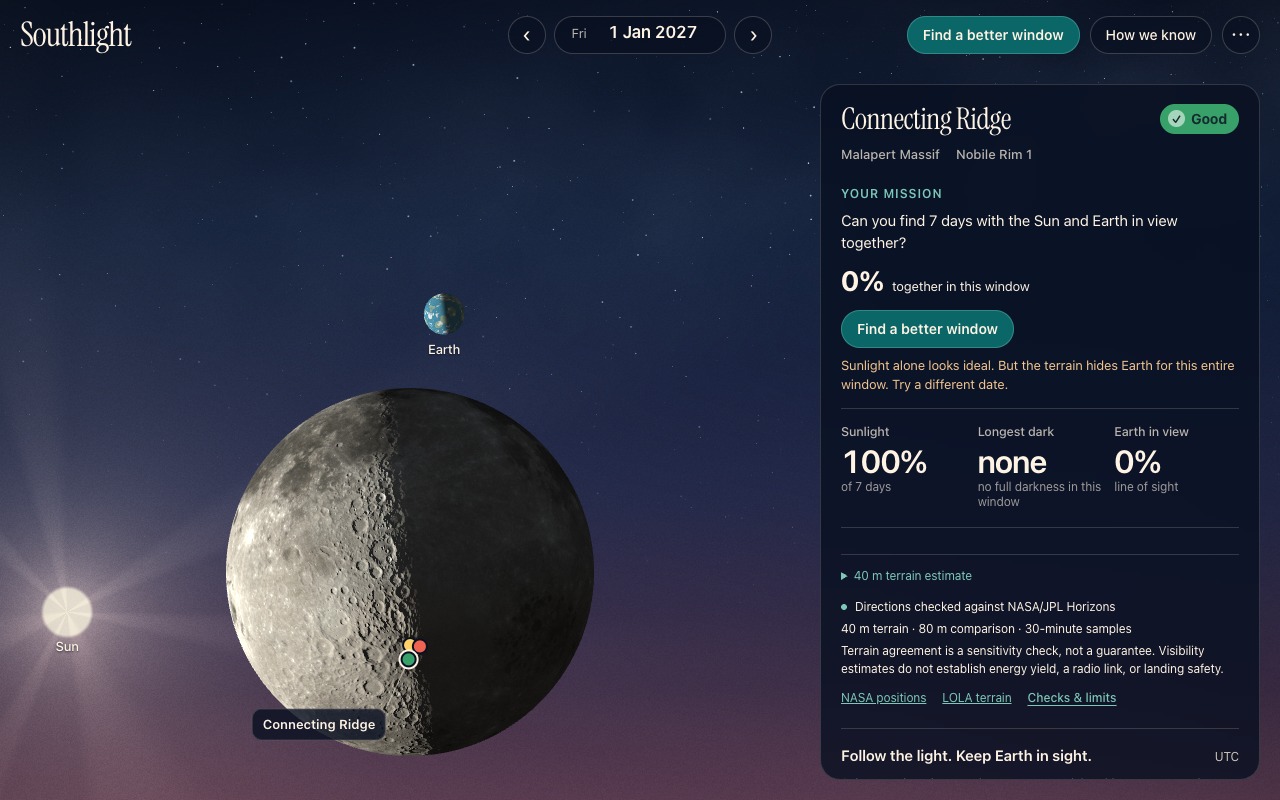 Southlight
‹
Fri 1 Jan 2027
›
Find a better window
How we know
···
Connecting Ridge
Good
Malapert Massif Nobile Rim 1
YOUR MISSION
Can you find 7 days with the Sun and Earth in view
together?
0% together in this window
Find a better window
Sunlight alone looks ideal. But the terrain hides Earth for this entire
window. Try a different date.
Sunlight
100%
of 7 days
Longest dark
none
no full darkness in this
window
Earth in view
0%
line of sight
40 m terrain estimate
Directions checked against NASA/JPL Horizons
40 m terrain · 80 m comparison · 30-minute samples
Terrain agreement is a sensitivity check, not a guarantee. Visibility
estimates do not establish energy yield, a radio link, or landing safety.
NASA positions LOLA terrain Checks & limits
Follow the light. Keep Earth in sight. UTC
Earth
Sun
Connecting Ridge